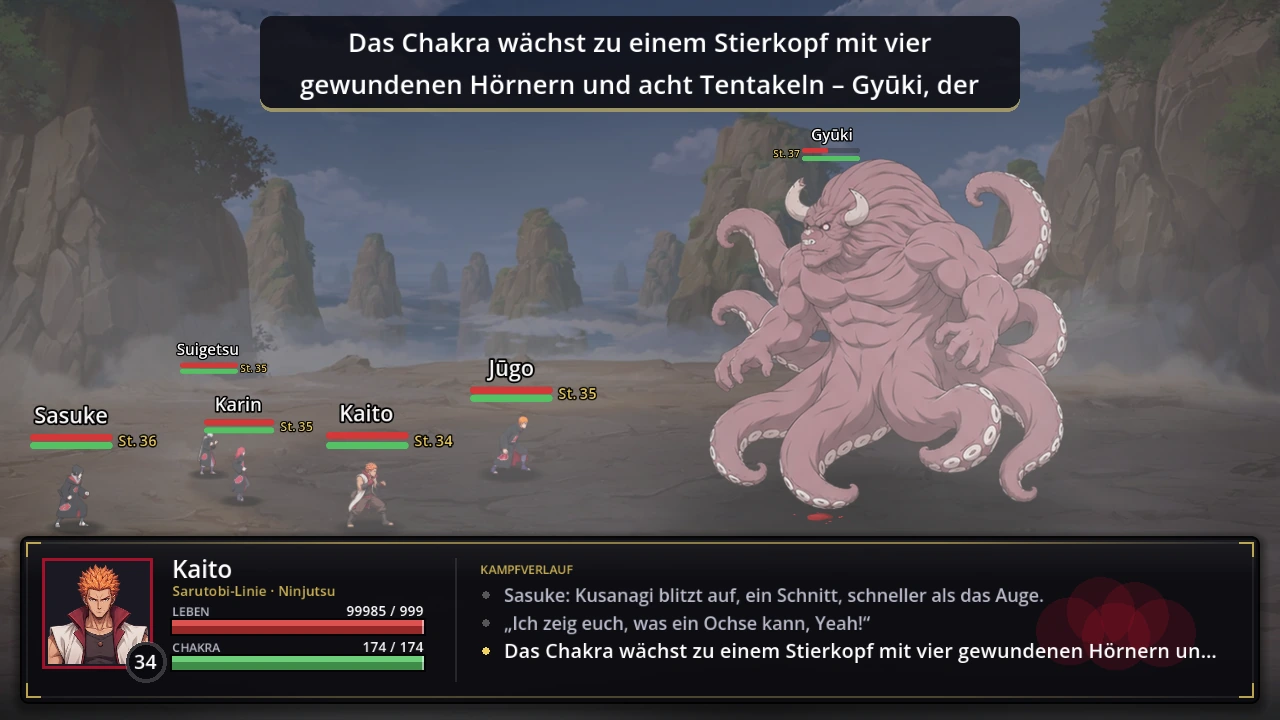 Das Chakra wächst zu einem Stierkopf mit vier
gewundenen Hörnern und acht Tentakeln – Gyūki, der
Gyūki
St. 37
Suigetsu
St. 35
Jūgo
St. 35
Sasuke
St. 36
Karin
St. 35
Kaito
St. 34
Kaito
Sarutobi-Linie · Ninjutsu
LEBEN 99985 / 999
CHAKRA 174 / 174
34
KAMPFVERLAUF
Sasuke: Kusanagi blitzt auf, ein Schnitt, schneller als das Auge.
„Ich zeig euch, was ein Ochse kann, Yeah!“
Das Chakra wächst zu einem Stierkopf mit vier gewundenen Hörnern un...